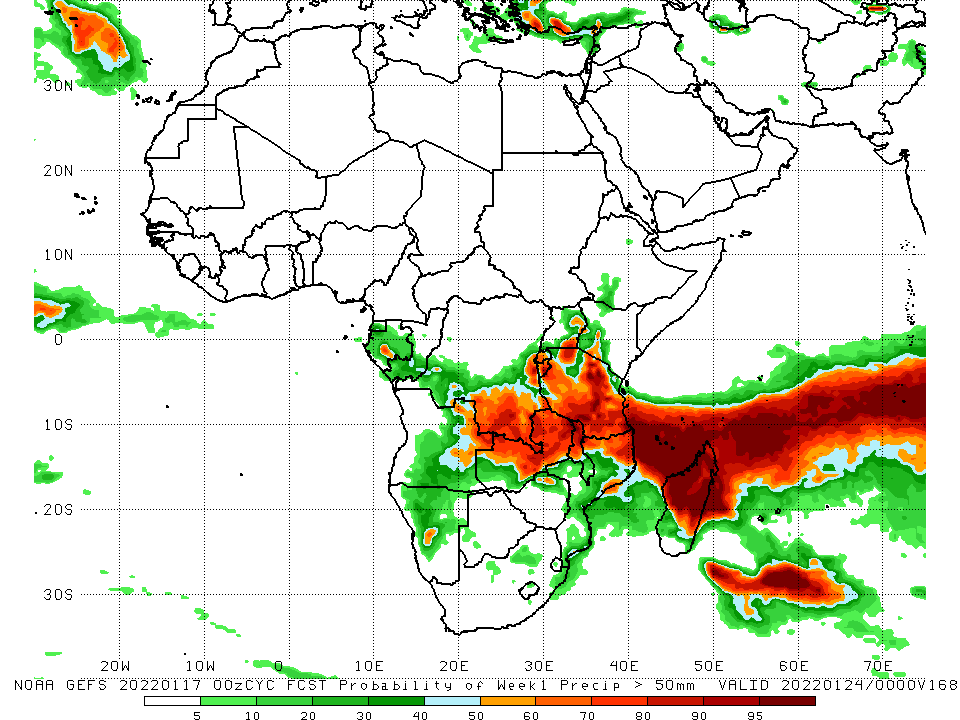 30N
20N
10N
0
10S
20S
30S
20W 10W 0 10E 20E 30E 40E 50E 60E 70E
NOAA GEFS 20220117 00zCYC FCST Probability of Week1 Precip > 50mm VALID 20220124/0000V168
5 10 20 30 40 50 60 70 80 90 95